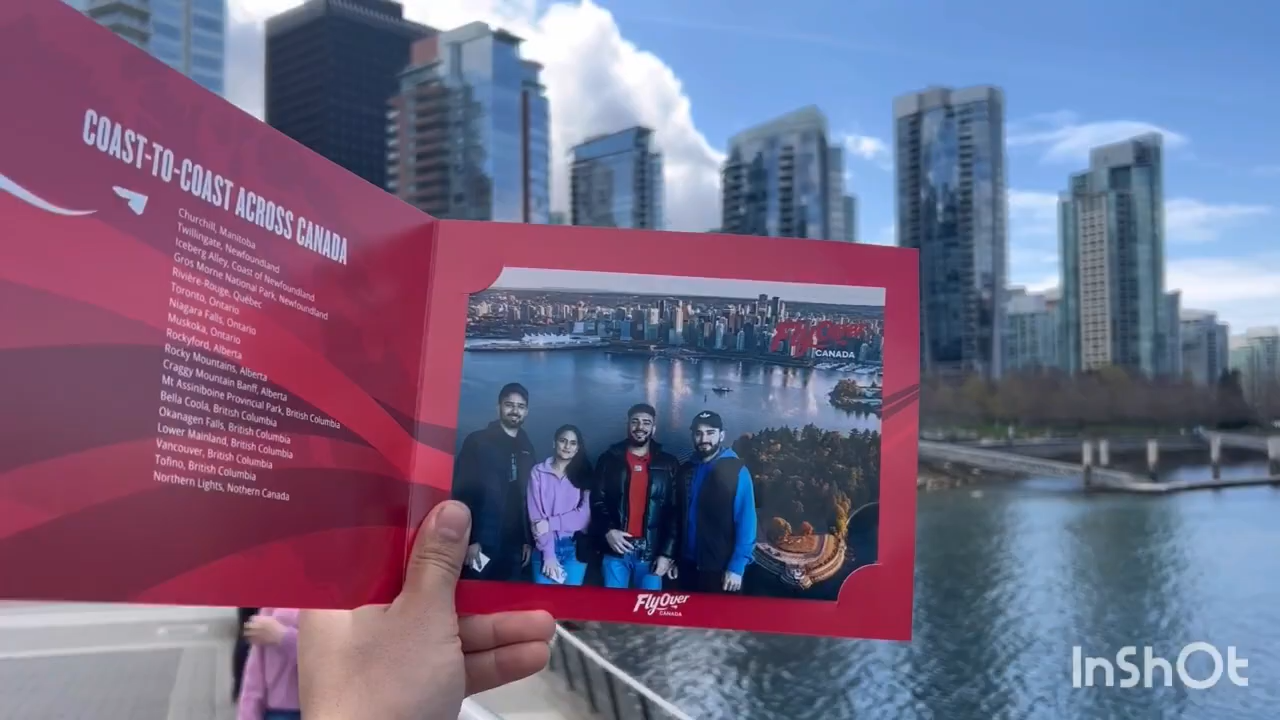 COAST-TO-COAST ACROSS CANADA
Churchill, Manitoba
Twillingate, Newfoundland
Iceberg Alley, Coast of Newfoundland
Gros Morne National Park, Newfoundland
Rivière-Rouge, Québec
Toronto, Ontario
Niagara Falls, Ontario
Muskoka, Ontario
Rockyford, Alberta
Rocky Mountains, Alberta
Craggy Mountain Banff, Alberta
Mt Assiniboine Provincial Park, British Columbia
Bella Coola, British Columbia
Okanagen Falls, British Columbia
Lower Mainland, British Columbia
Vancouver, British Columbia
Tofino, British Columbia
Northern Lights, Nothern Canada
FlyOver
CANADA
FlyOver
CANADA
InShOt